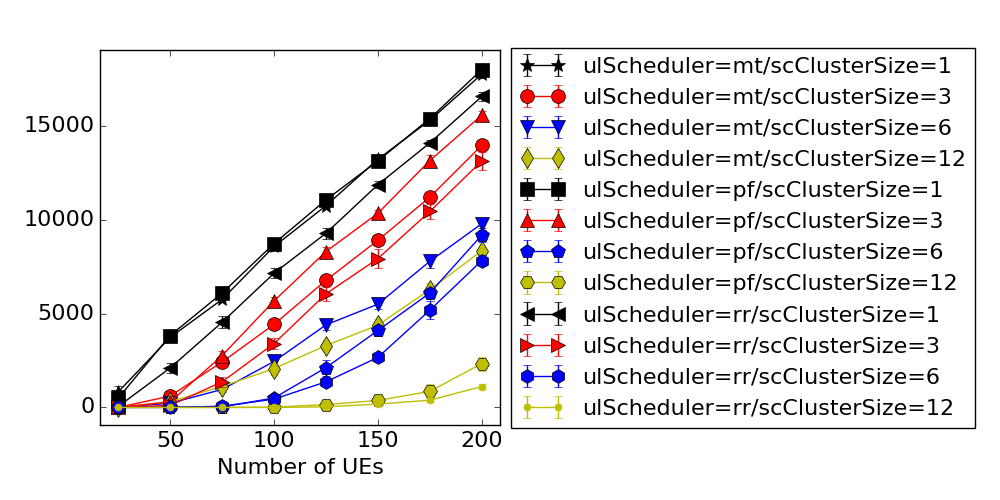 15000
10000
5000
0
50 100 150 200
Number of UEs
ulScheduler=mt/scClusterSize=1
ulScheduler=mt/scClusterSize=3
ulScheduler=mt/scClusterSize=6
ulScheduler=mt/scClusterSize=12
ulScheduler=pf/scClusterSize=1
ulScheduler=pf/scClusterSize=3
ulScheduler=pf/scClusterSize=6
ulScheduler=pf/scClusterSize=12
ulScheduler=rr/scClusterSize=1
ulScheduler=rr/scClusterSize=3
ulScheduler=rr/scClusterSize=6
ulScheduler=rr/scClusterSize=12